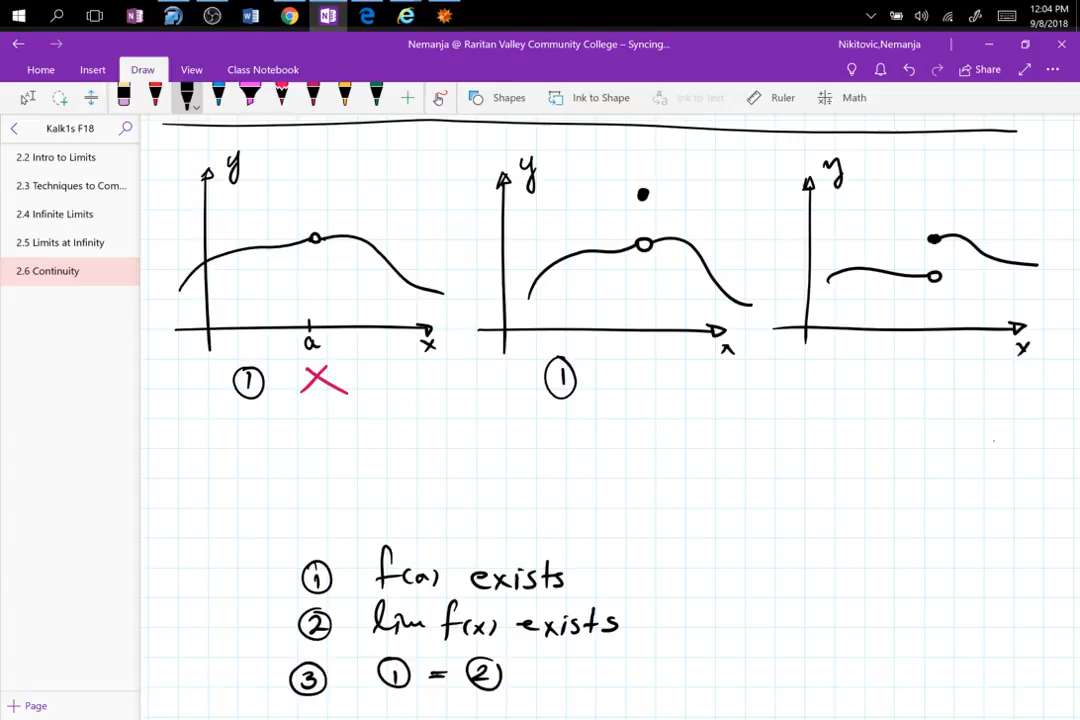 12:04 PM
9/8/2018
Nemanja @ Raritan Valley Community College – Syncing...
Nikitovic,Nemanja
Home Insert Draw View Class Notebook Share
Shapes Ink to Shape Ink to Text Ruler Math
Kalk1s F18
2.2 Intro to Limits
2.3 Techniques to Com...
2.4 Infinite Limits
2.5 Limits at Infinity
2.6 Continuity
Page
y y y
a x x x
① X ①
① f(a) exists
② lim f(x) exists
③ ① = ②